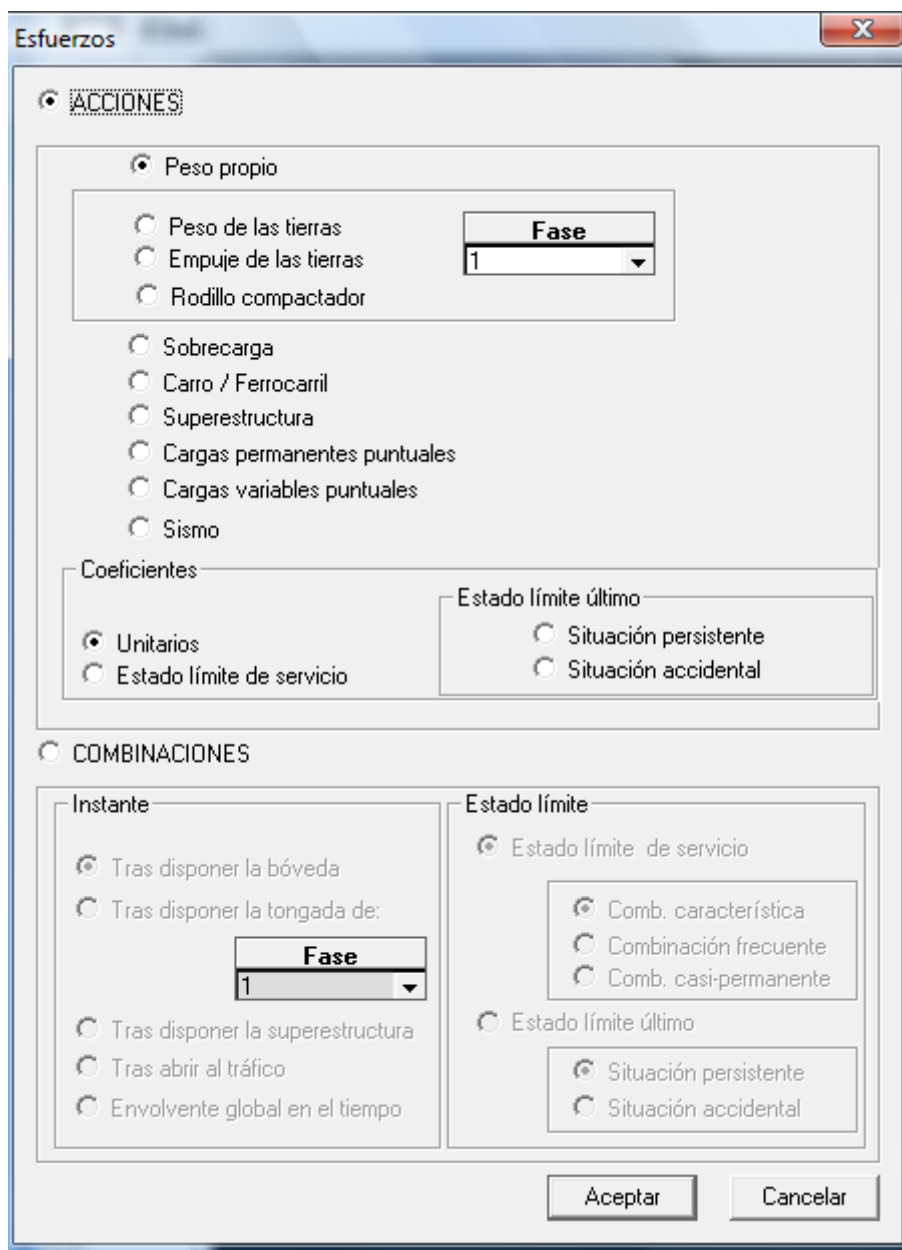 Esfuerzos
ACCIONES
Peso propio
Peso de las tierras
Empuje de las tierras
Rodillo compactador
Fase
1
Sobrecarga
Carro / Ferrocarril
Superestructura
Cargas permanentes puntuales
Cargas variables puntuales
Sismo
Coeficientes
Unitarios
Estado límite de servicio
Estado límite último
Situación persistente
Situación accidental
COMBINACIONES
Instante
Tras disponer la bóveda
Tras disponer la tongada de:
Fase
1
Tras disponer la superestructura
Tras abrir al tráfico
Envolvente global en el tiempo
Estado límite
Estado límite de servicio
Comb. característica
Combinación frecuente
Comb. casi-permanente
Estado límite último
Situación persistente
Situación accidental
Aceptar
Cancelar